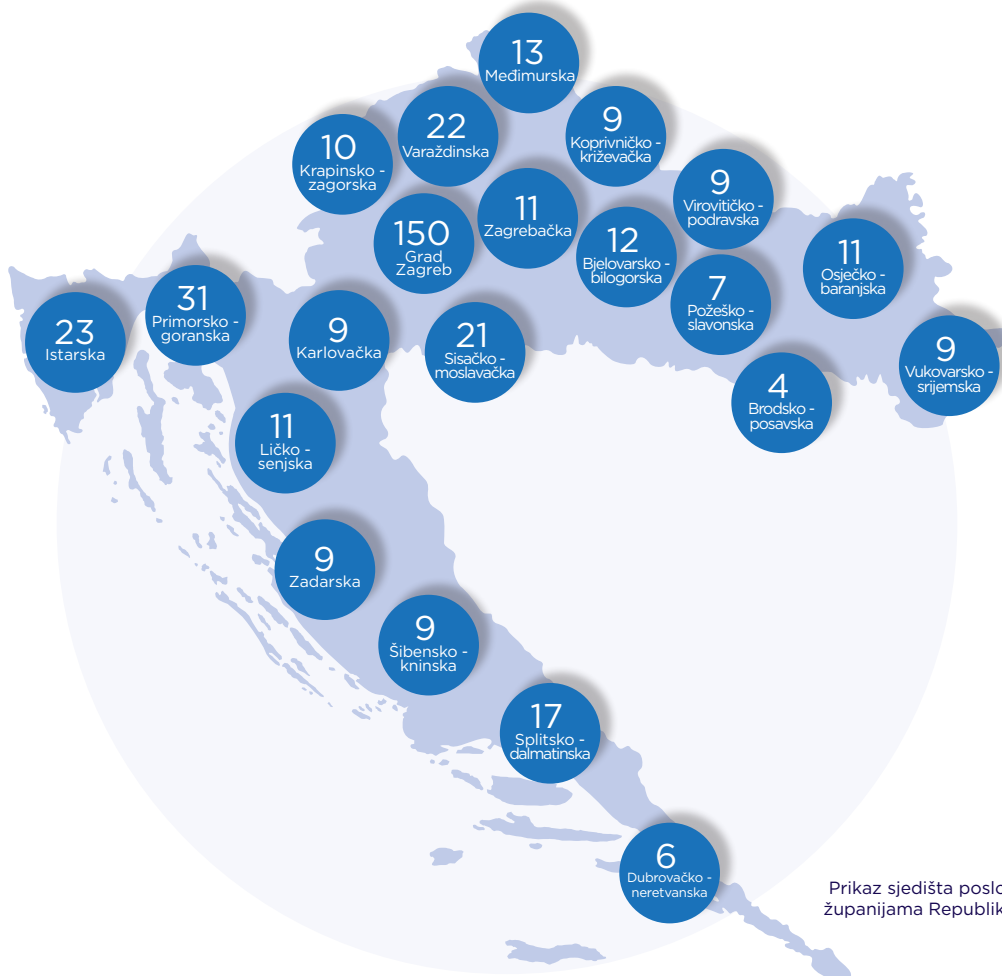 13
Međimurska
22
Varaždinska
9
Koprivničko -
križevačka
10
Krapinsko -
zagorska
9
Virovitičko -
podravska
11
Zagrebačka
150
Grad
Zagreb
12
Bjelovarsko -
bilogorska
11
Osječko -
baranjska
7
Požeško -
slavonska
31
Primorsko -
goranska
23
Istarska
9
Karlovačka
21
Sisačko -
moslavačka
9
Vukovarsko -
srijemska
4
Brodsko -
posavska
11
Ličko -
senjska
9
Zadarska
9
Šibensko -
kninska
17
Splitsko -
dalmatinska
6
Dubrovačko -
neretvanska
Prikaz sjedišta
županijama